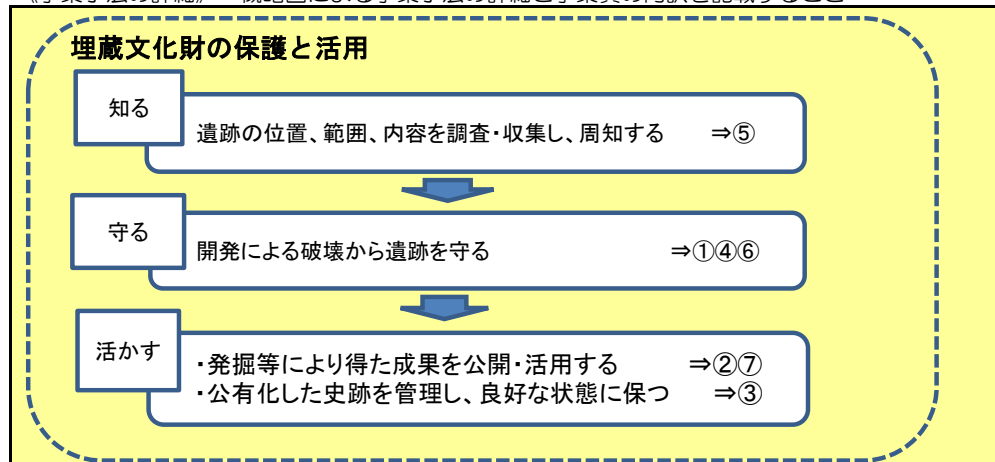 埋蔵文化財の保護と活用
知る
遺跡の位置、範囲、内容を調査・収集し、周知する ⇒⑤
守る
開発による破壊から遺跡を守る ⇒①④⑥
活かす
・発掘等により得た成果を公開・活用する ⇒②⑦
・公有化した史跡を管理し、良好な状態に保つ ⇒③